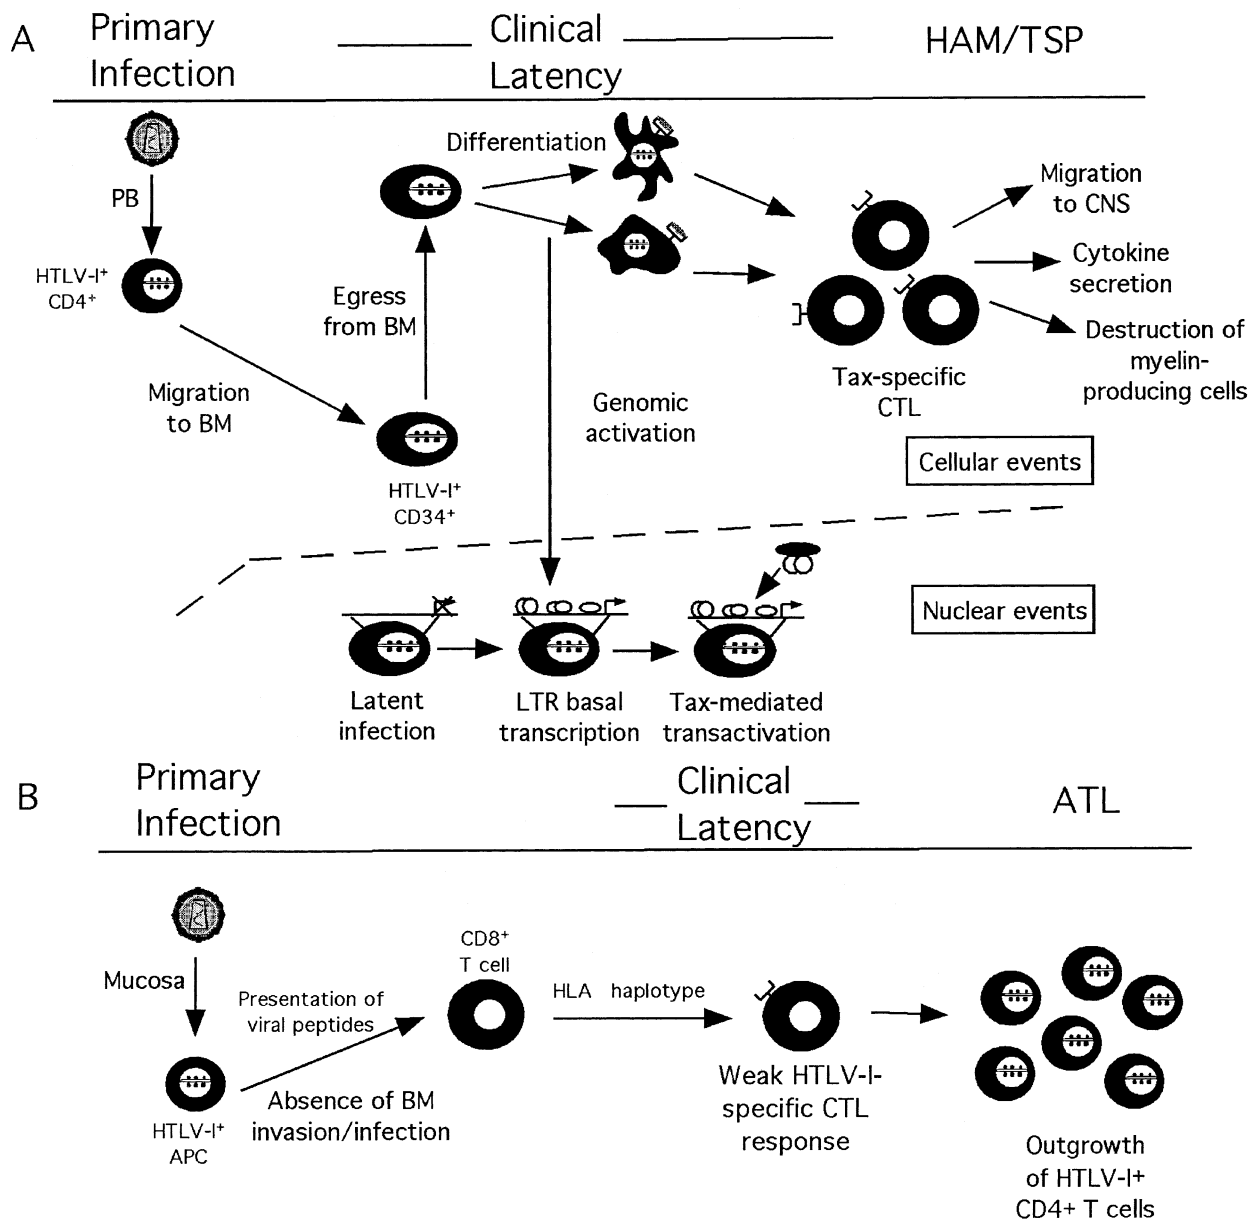 A
Primary
Infection
Clinical
Latency
HAM/TSP
PB
HTLV-I+
CD4+
Migration
to BM
Egress
from BM
HTLV-I+
CD34+
Differentiation
Genomic
activation
Tax-specific
CTL
Migration
to CNS
Cytokine
secretion
Destruction of
myelin-
producing cells
Cellular events
Nuclear events
Latent
infection
LTR basal
transcription
Tax-mediated
transactivation
B
Primary
Infection
Clinical
Latency
ATL
Mucosa
HTLV-I+
APC
Presentation of
viral peptides
Absence of BM
invasion/infection
CD8+
T cell
HLA haplotype
Weak HTLV-I-
specific CTL
response
Outgrowth
of HTLV-I+
CD4+ T cells